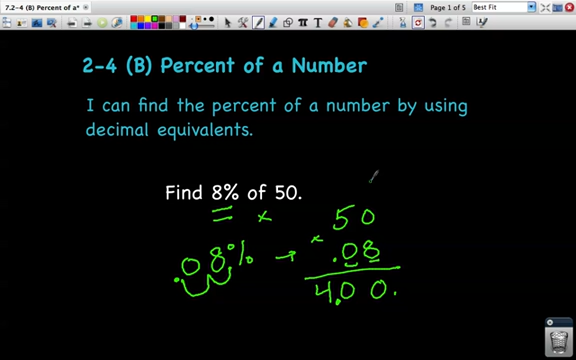 7.2-4 (B) Percent of a*
Page 1 of 5
Best Fit
2-4 (B) Percent of a Number
I can find the percent of a number by using
decimal equivalents.
Find 8% of 50.
= × 50
.08% → × .08
4.00.